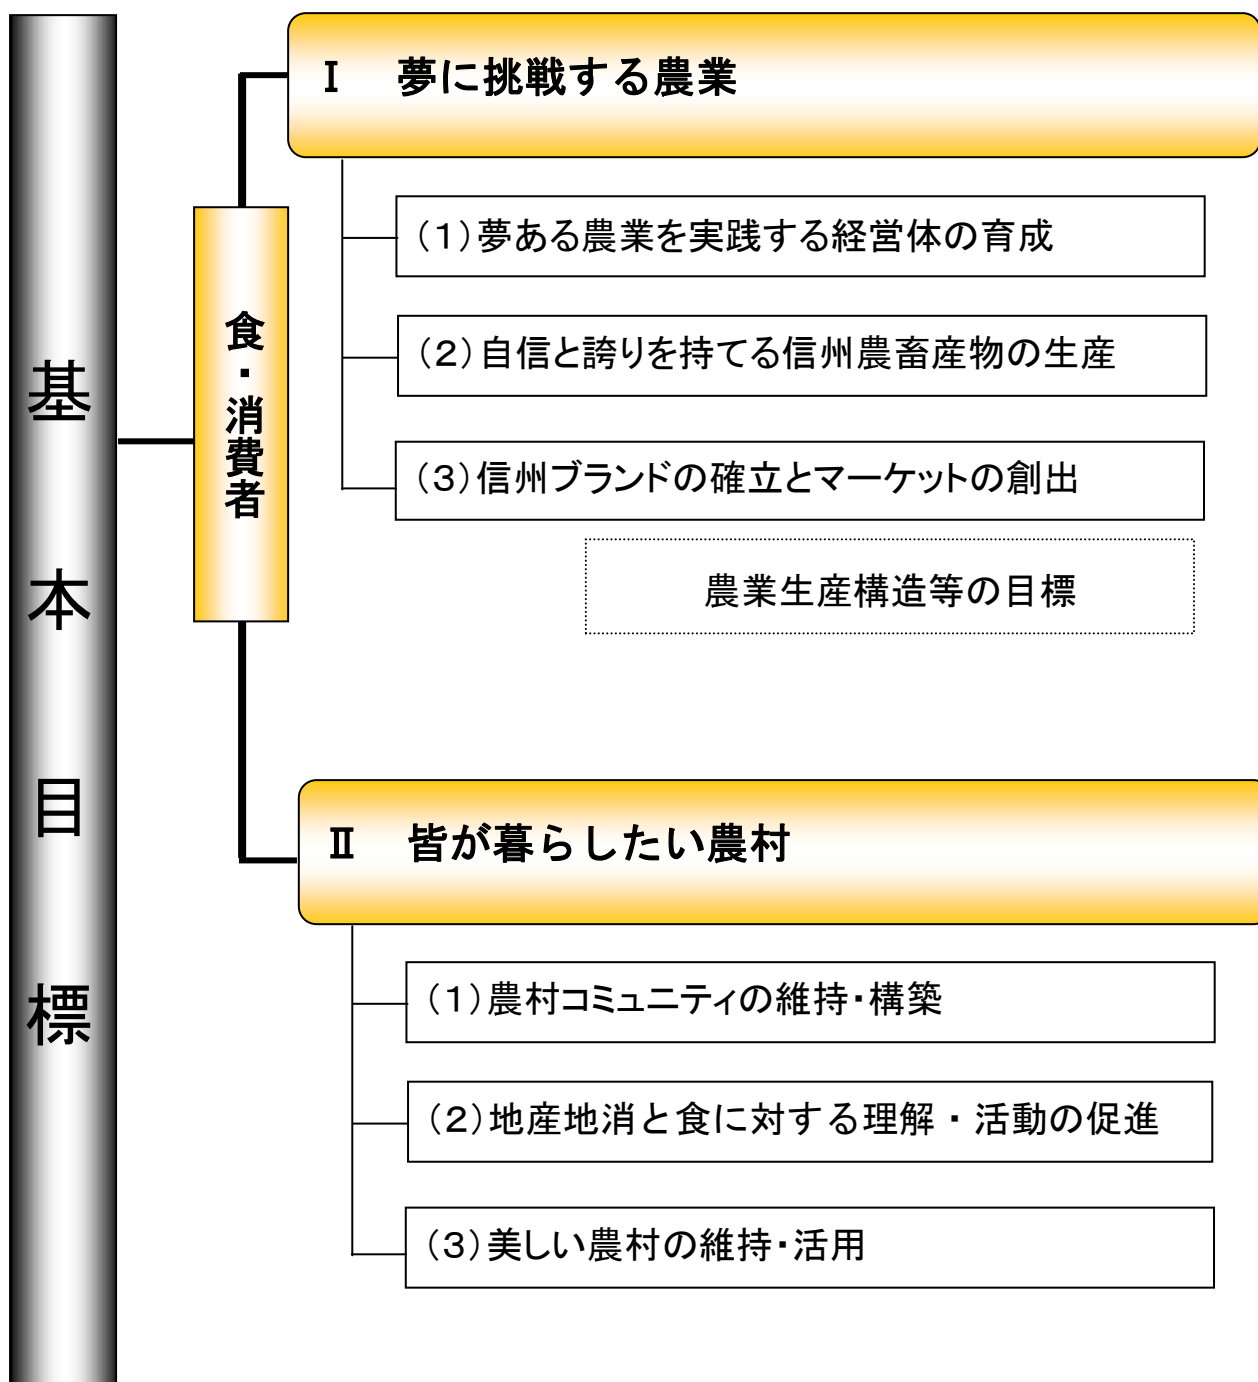 基本目標
食・消費者
Ⅰ 夢に挑戦する農業
(1)夢ある農業を実践する経営体の育成
(2)自信と誇りを持てる信州農畜産物の生産
(3)信州ブランドの確立とマーケットの創出
農業生産構造等の目標
Ⅱ 皆が暮らしたい農村
(1)農村コミュニティの維持・構築
(2)地産地消と食に対する理解・活動の促進
(3)美しい農村の維持・活用